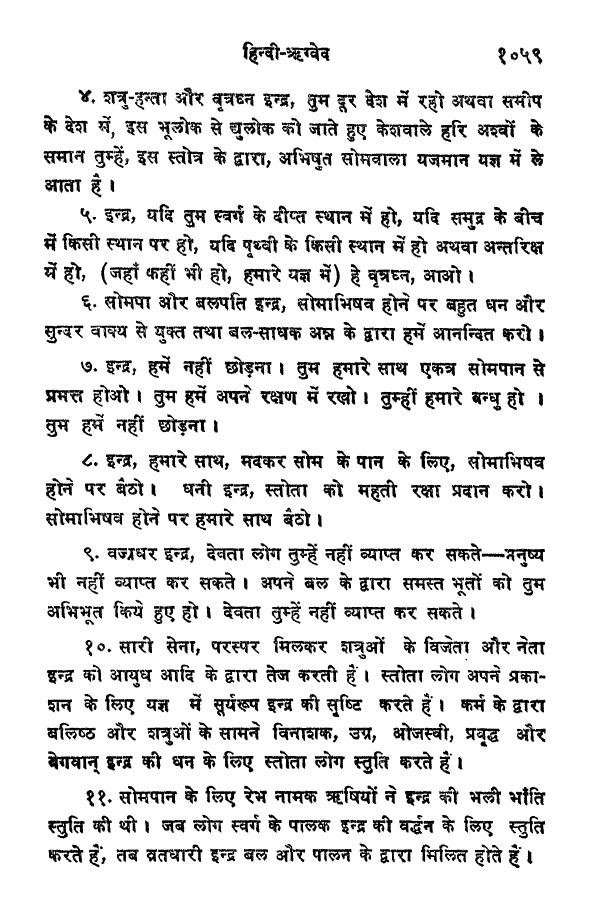 हिन्दी-ऋग्वेद १०५९
४. शत्रु-हन्ता और वृत्रघ्न इन्द्र, तुम दूर देश में रहो अथवा समीप
के देश में, इस भूलोक से द्युलोक को जाते हुए केशवाले हरि अश्वों के
समान तुम्हें, इस स्तोत्र के द्वारा, अभिषुत सोमवाला यजमान यज्ञ में ले
आता है ।
५. इन्द्र, यदि तुम स्वर्ग के दीप्त स्थान में हो, यदि समुद्र के बीच
में किसी स्थान पर हो, यदि पृथ्वी के किसी स्थान में हो अथवा अन्तरिक्ष
में हो, (जहाँ कहीं भी हो, हमारे यज्ञ में) हे वृत्रघ्न, आओ ।
६. सोमपा और बलपति इन्द्र, सोमाभिषव होने पर बहुत धन और
सुन्दर वाक्य से युक्त तथा बल-साधक अन्न के द्वारा हमें आनन्दित करो ।
७. इन्द्र, हमें नहीं छोड़ना । तुम हमारे साथ एकत्र सोमपान से
प्रमत्त होओ । तुम हमें अपने रक्षण में रखो । तुम्हीं हमारे बन्धु हो ।
तुम हमें नहीं छोड़ना ।
८. इन्द्र, हमारे साथ, मदकर सोम के पान के लिए, सोमाभिषव
होने पर बैठो । धनी इन्द्र, स्तोता को महती रक्षा प्रदान करो ।
सोमाभिषव होने पर हमारे साथ बैठो ।
९. वज्रधर इन्द्र, देवता लोग तुम्हें नहीं व्याप्त कर सकते—मनुष्य
भी नहीं व्याप्त कर सकते । अपने बल के द्वारा समस्त भूतों को तुम
अभिभूत किये हुए हो । देवता तुम्हें नहीं व्याप्त कर सकते ।
१०. सारी सेना, परस्पर मिलकर शत्रुओं के विजेता और नेता
इन्द्र को आयुध आदि के द्वारा तेज करती हैं । स्तोता लोग अपने प्रका-
शन के लिए यज्ञ में सूर्यरूप इन्द्र की सृष्टि करते हैं । कर्म के द्वारा
बलिष्ठ और शत्रुओं के सामने विनाशक, उग्र, ओजस्वी, प्रवृद्ध और
वेगवान् इन्द्र की धन के लिए स्तोता लोग स्तुति करते हैं ।
११. सोमपान के लिए रेभ नामक ऋषियों ने इन्द्र की भली भाँति
स्तुति की थी । जब लोग स्वर्ग के पालक इन्द्र की वर्द्धन के लिए स्तुति
करते हैं, तब व्रतधारी इन्द्र बल और पालन के द्वारा मिलित होते हैं ।